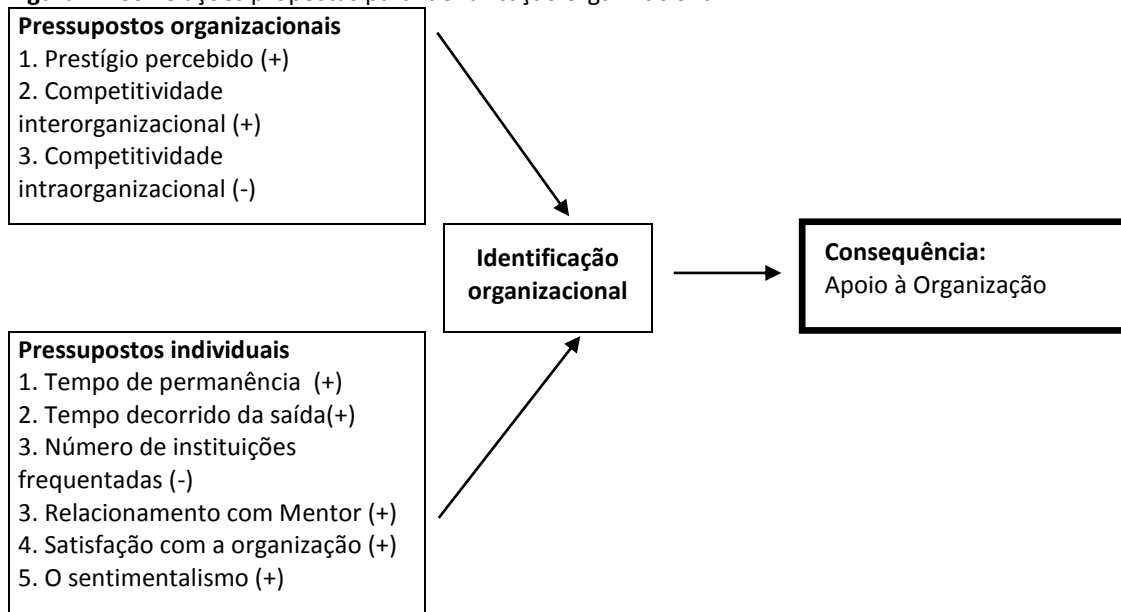 Pressupostos organizacionais
1. Prestígio percebido (+)
2. Competitividade
interorganizacional (+)
3. Competitividade
intraorganizacional (-)
Identificação
organizacional
Consequência:
Apoio à Organização
Pressupostos individuais
1. Tempo de permanência  (+)
2. Tempo decorrido da saída(+)
3. Número de instituições
frequentadas (-)
3. Relacionamento com Mentor (+)
4. Satisfação com a organização (+)
5. O sentimentalismo (+)